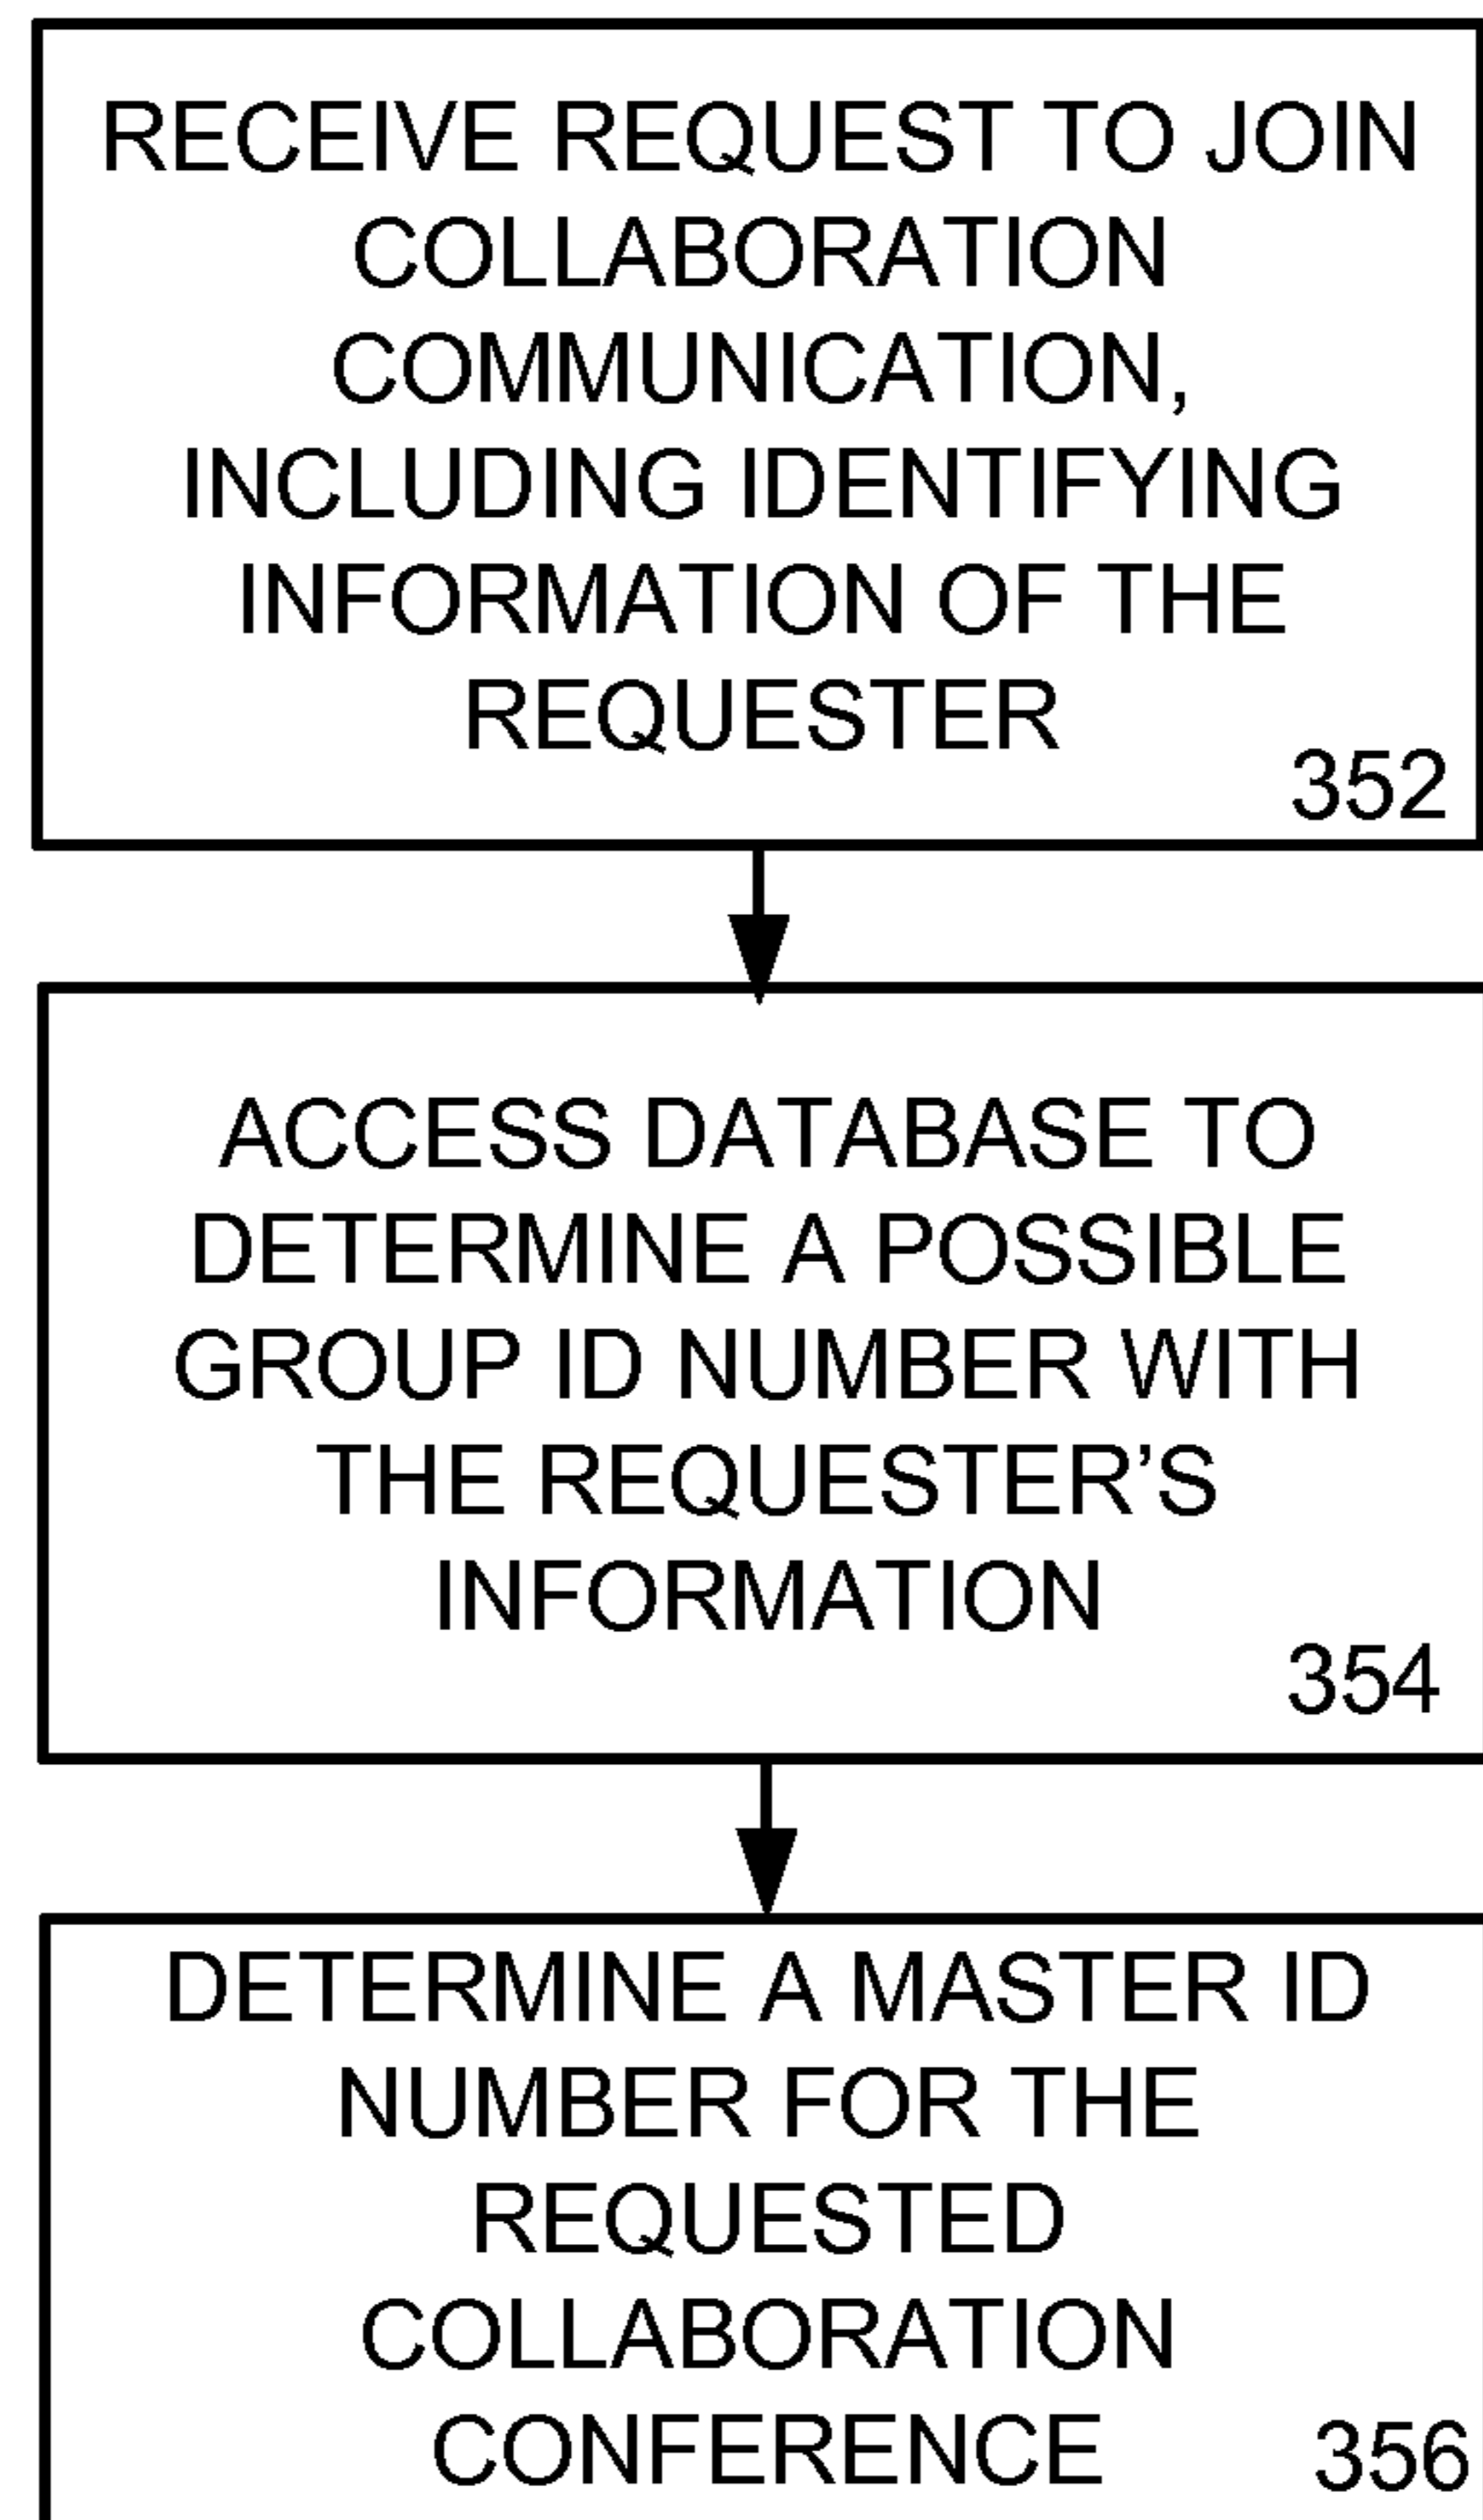 RECEIVE REQUEST TO JOIN
COLLABORATION
COMMUNICATION,
INCLUDING IDENTIFYING
INFORMATION OF THE
REQUESTER
352
ACCESS DATABASE TO
DETERMINE A POSSIBLE
GROUP ID NUMBER WITH
THE REQUESTER'S
INFORMATION
354
DETERMINE A MASTER ID
NUMBER FOR THE
REQUESTED
COLLABORATION
CONFERENCE
356